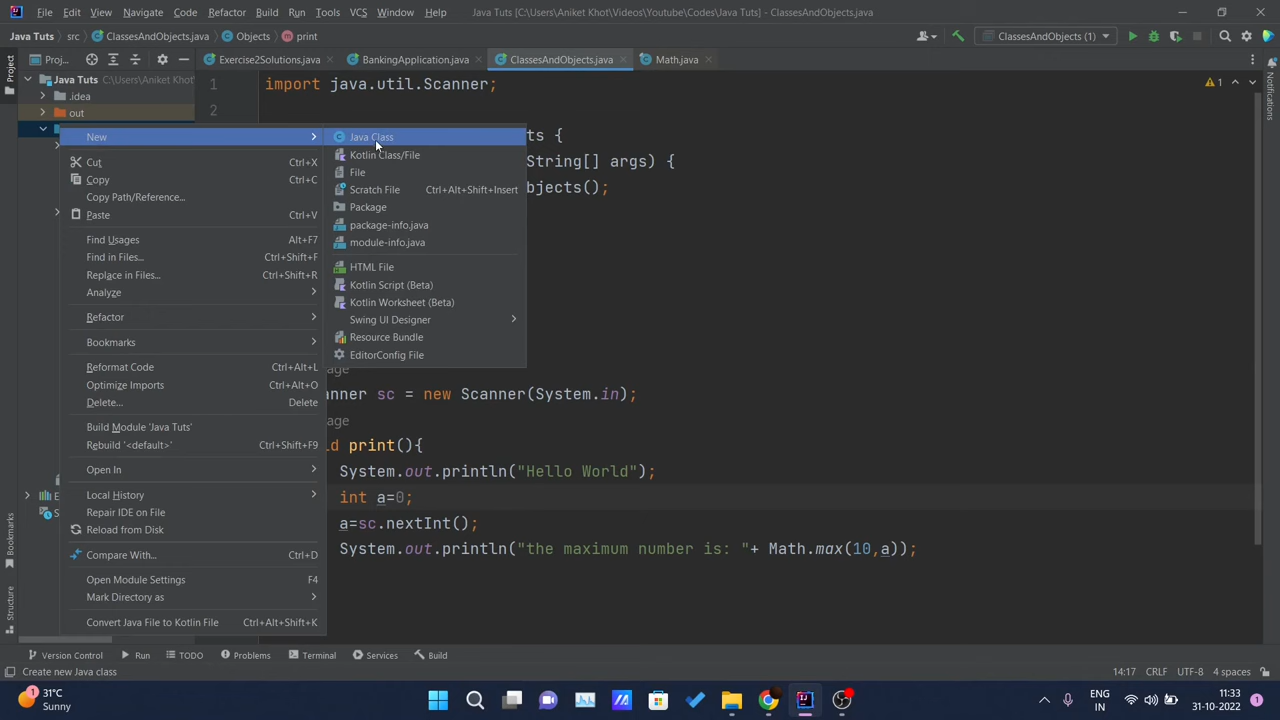 File Edit View Navigate Code Refactor Build Run Tools VCS Window Help Java Tuts [C:\Users\Aniket Khot\Videos\Youtube\Codes\Java Tuts] - ClassesAndObjects.java
Java Tuts src ClassesAndObjects.java Objects print ClassesAndObjects (1)
Proj... Exercise2Solutions.java BankingApplication.java ClassesAndObjects.java Math.java
Project
Notifications
Java Tuts C:\Users\Aniket Khot
.idea
out
1 import java.util.Scanner;
1
2
ts {
String[] args) {
bjects();
New
Cut Ctrl+X
Copy Ctrl+C
Copy Path/Reference...
Paste Ctrl+V
Find Usages Alt+F7
Find in Files... Ctrl+Shift+F
Replace in Files... Ctrl+Shift+R
Analyze
Refactor
Bookmarks
Reformat Code Ctrl+Alt+L
Optimize Imports Ctrl+Alt+O
Delete... Delete
Build Module 'Java Tuts'
Rebuild '<default>' Ctrl+Shift+F9
Open In
Local History
Repair IDE on File
Reload from Disk
Compare With... Ctrl+D
Open Module Settings F4
Mark Directory as
Convert Java File to Kotlin File Ctrl+Alt+Shift+K
Java Class
Kotlin Class/File
File
Scratch File Ctrl+Alt+Shift+Insert
Package
package-info.java
module-info.java
HTML File
Kotlin Script (Beta)
Kotlin Worksheet (Beta)
Swing UI Designer
Resource Bundle
EditorConfig File
age
nner sc = new Scanner(System.in);
age
d print(){
System.out.println("Hello World");
int a=0;
a=sc.nextInt();
System.out.println("the maximum number is: "+ Math.max(10,a));
E
S
Bookmarks
Structure
Version Control Run TODO Problems Terminal Services Build
Create new Java class 14:17 CRLF UTF-8 4 spaces
31°C
Sunny
ENG
IN
11:33
31-10-2022
1